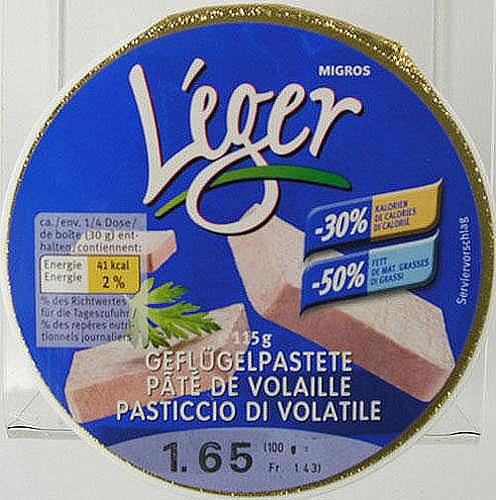 MIGROS
Léger
-30% KALORIEN
DE CALORIES
DI CALORIE
-50% FETT
DE MAT. GRASSES
DI GRASSI
Serviervorschlag
ca./env. 1/4 Dose/
de boîte (30 g) ent-
halten/contiennent:
Energie 41 kcal
Energie 2%
% des Richtwertes
für die Tageszufuhr/
% des repères nutri-
tionnels journaliers
115g
GEFLÜGELPASTETE
PÂTÉ DE VOLAILLE
PASTICCIO DI VOLATILE
1.65 (100 g =
Fr. 1.43)